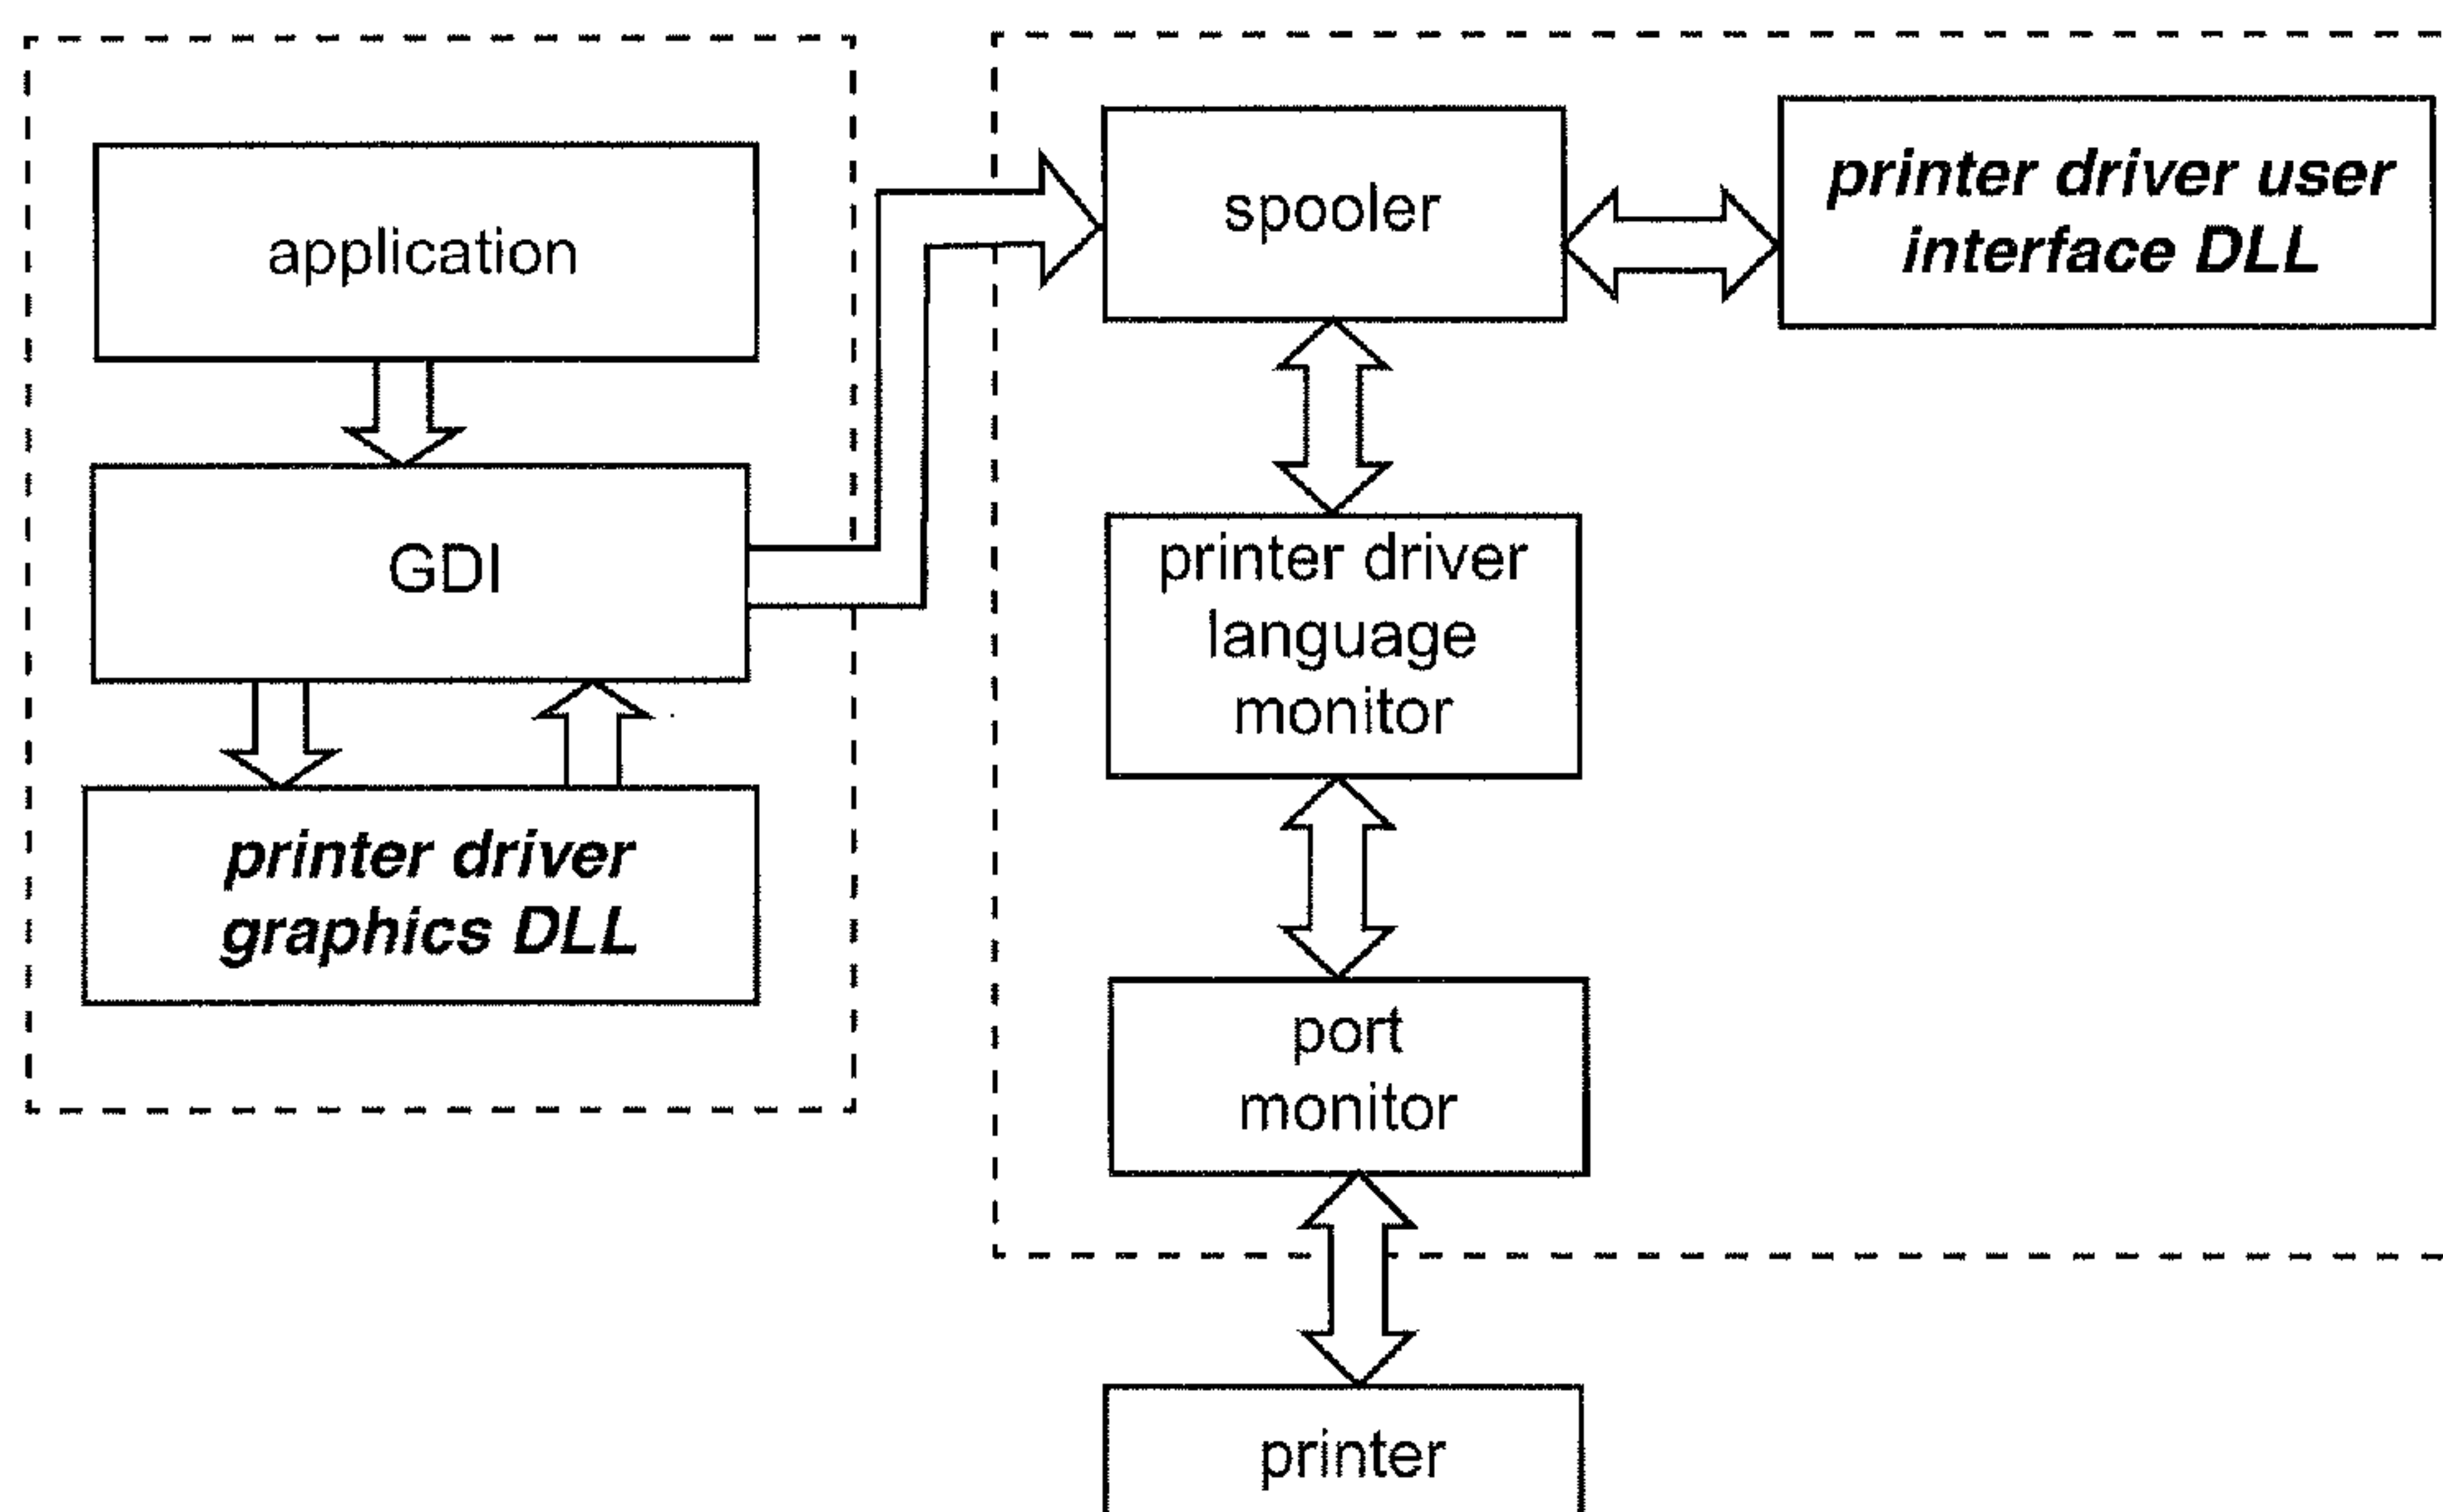 application
GDI
printer driver
graphics DLL
spooler
printer driver user
interface DLL
printer driver
language
monitor
port
monitor
printer